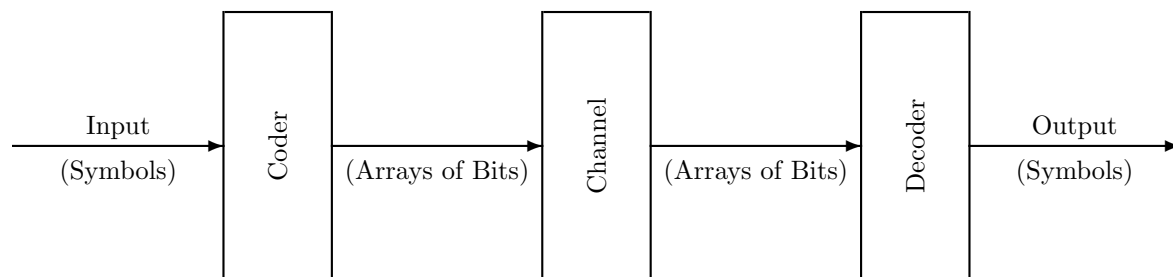 Input
(Symbols)
Coder
(Arrays of Bits)
Channel
(Arrays of Bits)
Decoder
Output
(Symbols)